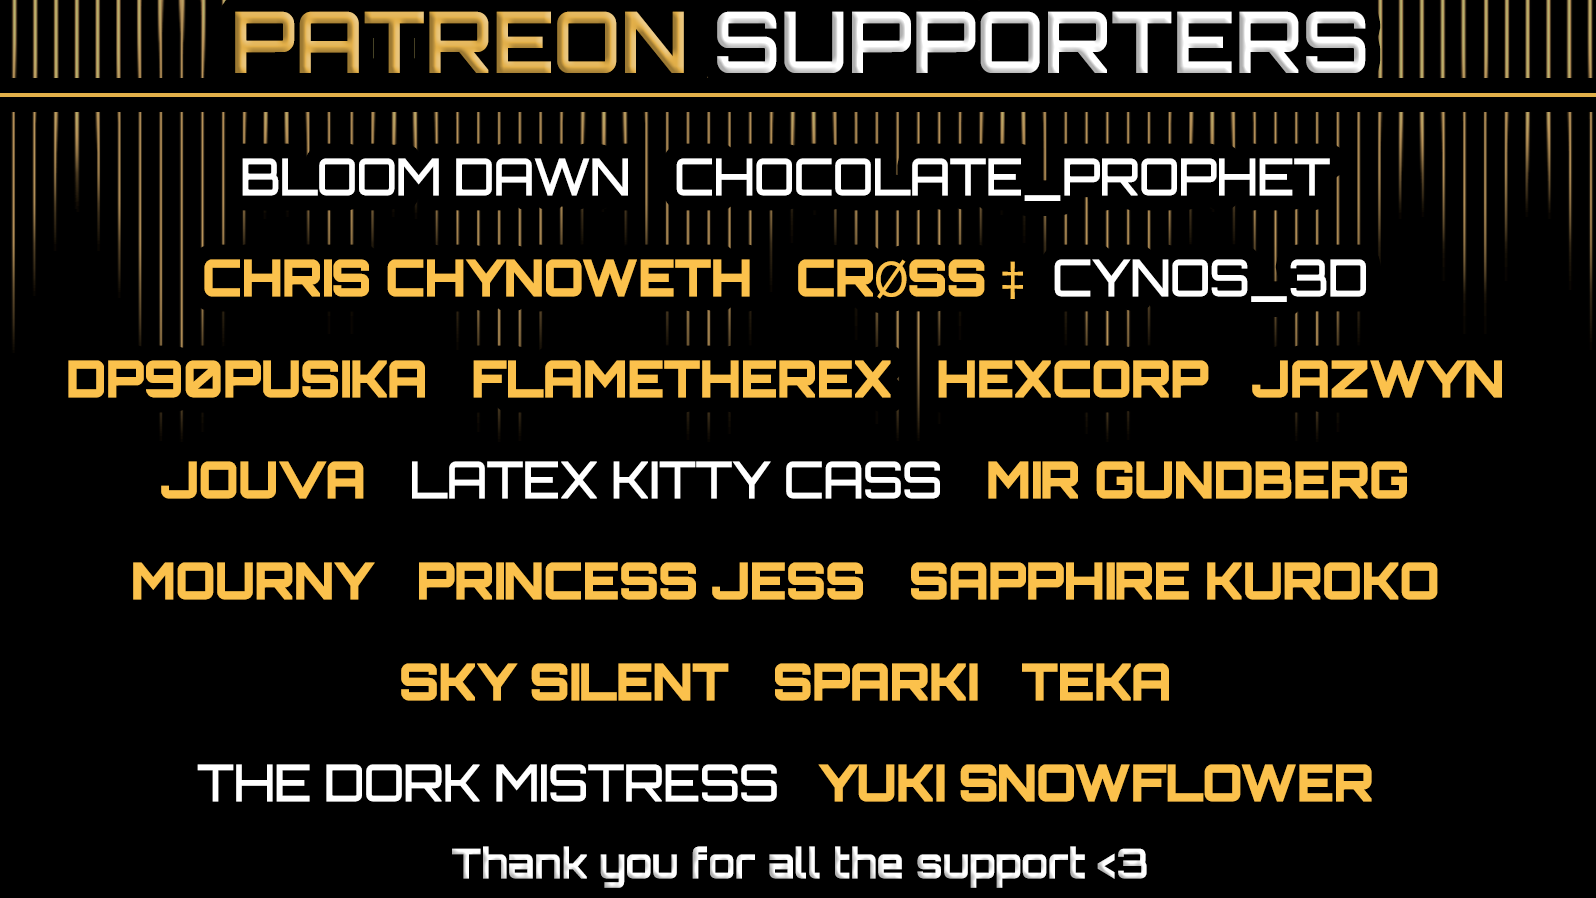 PATREON SUPPORTERS
BLOOM DAWN CHOCOLATE_PROPHET
CHRIS CHYNOWETH CRØSS ‡ CYNOS_3D
DP90PUSIKA FLAMETHEREX HEXCORP JAZWYN
JOUVA LATEX KITTY CASS MIR GUNDBERG
MOURNY PRINCESS JESS SAPPHIRE KUROKO
SKY SILENT SPARKI TEKA
THE DORK MISTRESS YUKI SNOWFLOWER
Thank you for all the support <3